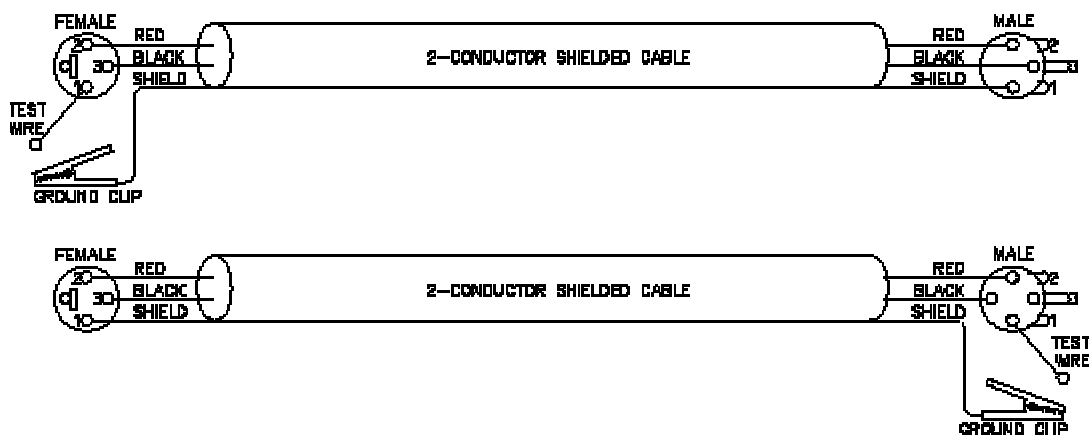 FEMALE
MALE
RED
RED
2
2
BLACK
2-CONDUCTOR SHIELDED CABLE
BLACK
3
3
SHIELD
SHIELD
1
1
TEST
WIRE
GROUND CLIP
FEMALE
MALE
RED
RED
2
2
BLACK
2-CONDUCTOR SHIELDED CABLE
BLACK
3
3
SHIELD
SHIELD
1
1
TEST
WIRE
GROUND CLIP